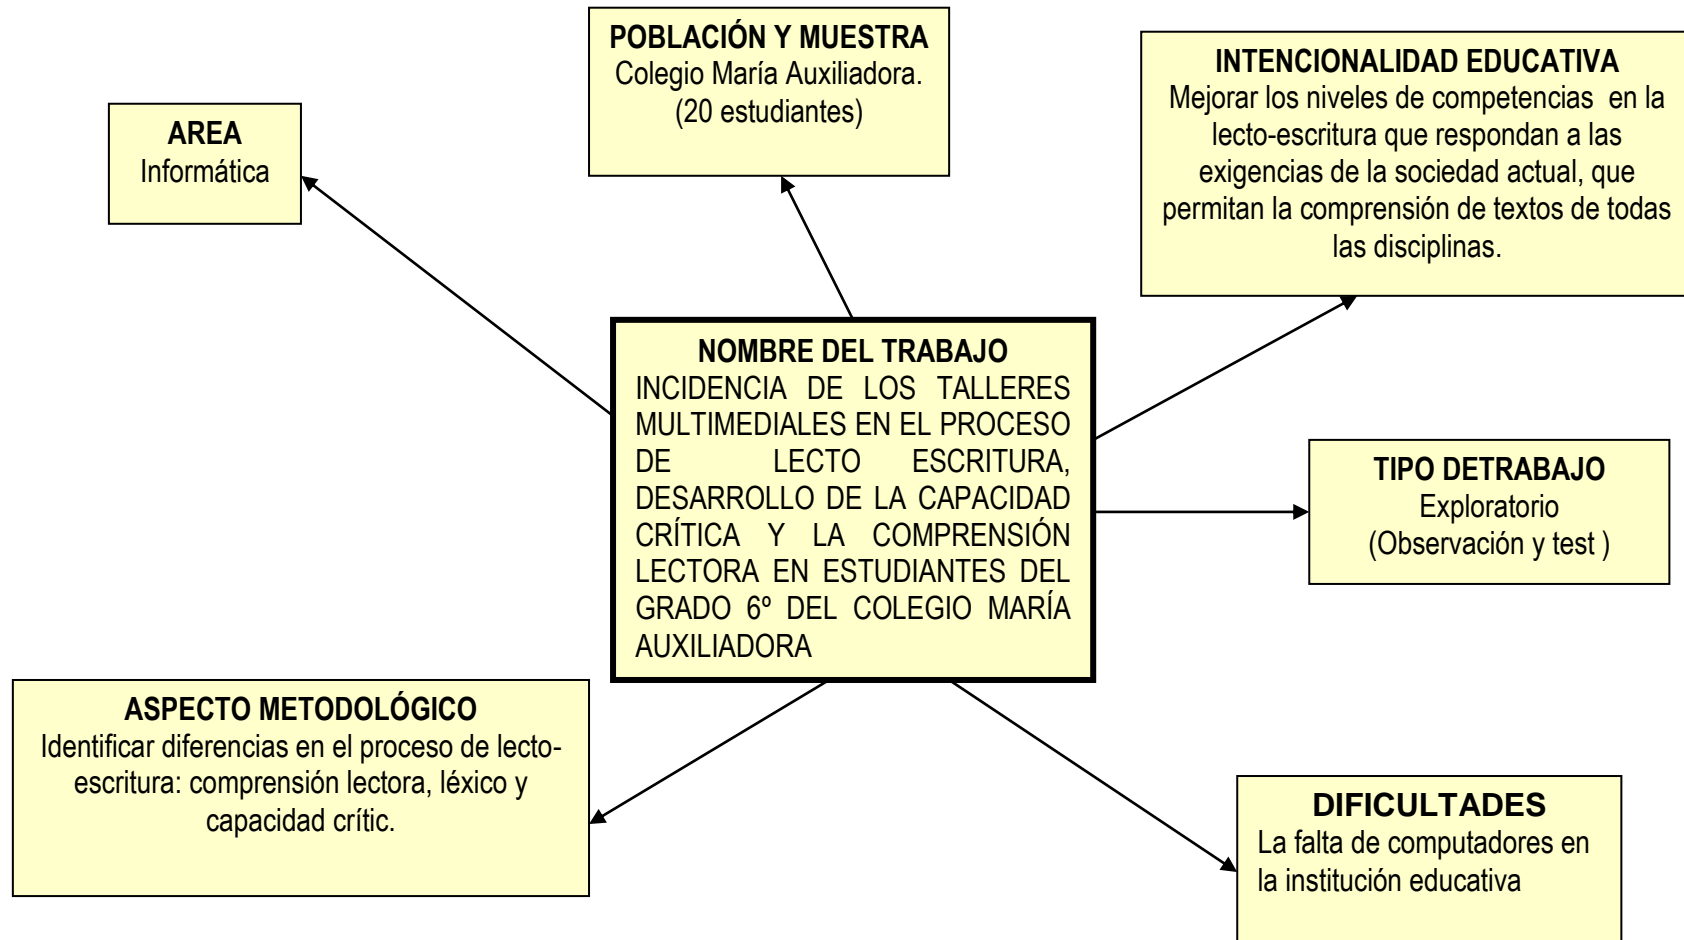 POBLACIÓN Y MUESTRA
Colegio María Auxiliadora.
(20 estudiantes)
INTENCIONALIDAD EDUCATIVA
Mejorar los niveles de competencias en la
lecto-escritura que respondan a las
exigencias de la sociedad actual, que
permitan la comprensión de textos de todas
las disciplinas.
AREA
Informática
NOMBRE DEL TRABAJO
INCIDENCIA DE LOS TALLERES
MULTIMEDIALES EN EL PROCESO
DE LECTO ESCRITURA,
DESARROLLO DE LA CAPACIDAD
CRÍTICA Y LA COMPRENSIÓN
LECTORA EN ESTUDIANTES DEL
GRADO 6º DEL COLEGIO MARÍA
AUXILIADORA
TIPO DETRABAJO
Exploratorio
(Observación y test )
ASPECTO METODOLÓGICO
Identificar diferencias en el proceso de lecto-
escritura: comprensión lectora, léxico y
capacidad crític.
DIFICULTADES
La falta de computadores en
la institución educativa